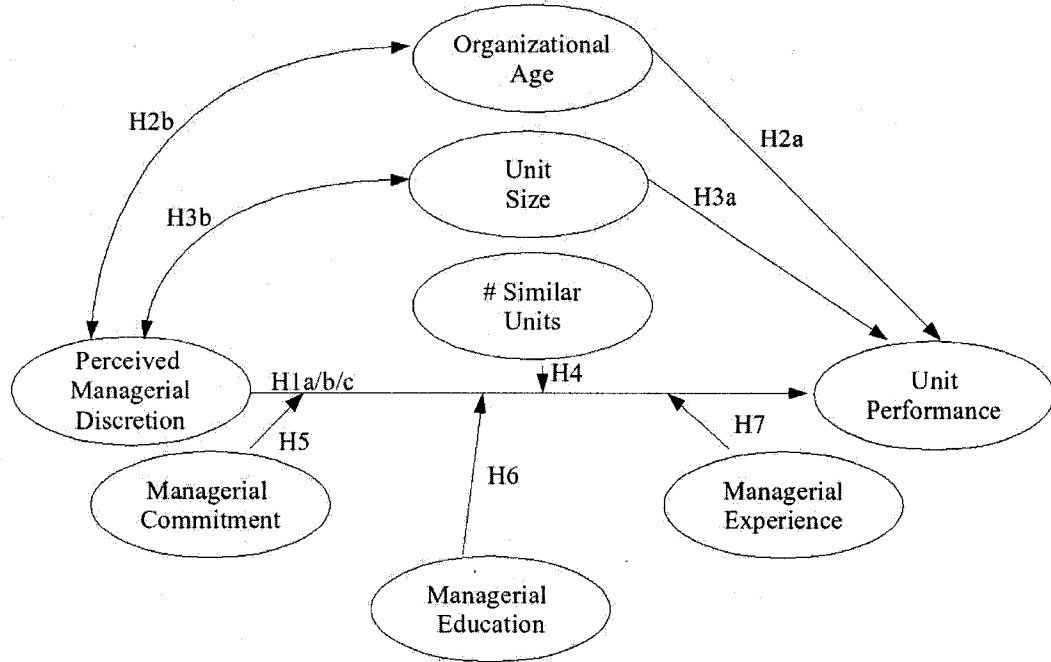 Organizational
Age
H2b
H2a
Unit
Size
H3b
H3a
# Similar
Units
Perceived
Managerial
Discretion
H1a/b/c
H4
Unit
Performance
H5
H6
H7
Managerial
Commitment
Managerial
Experience
Managerial
Education